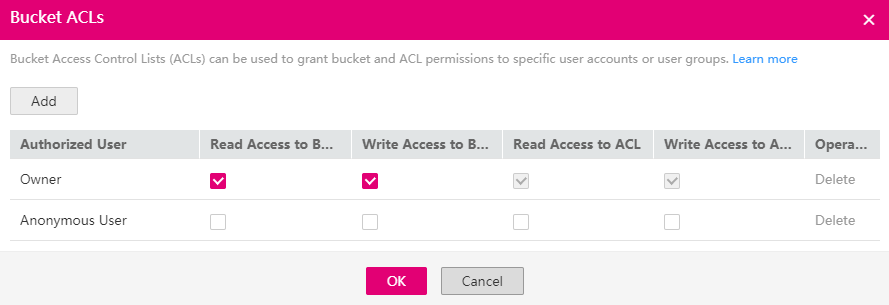 Bucket ACLs
Bucket Access Control Lists (ACLs) can be used to grant bucket and ACL permissions to specific user accounts or user groups. Learn more
Add
Authorized User Read Access to B... Write Access to B... Read Access to ACL Write Access to A... Opera...
Owner Delete
Anonymous User Delete
OK Cancel